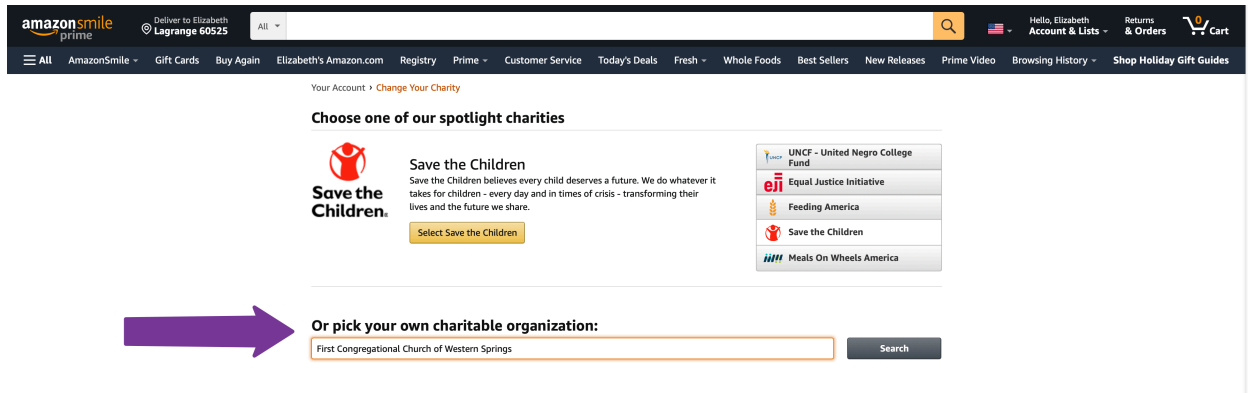 amazonsmile
prime
Deliver to Elizabeth
Lagrange 60525
All
Hello, Elizabeth
Account & Lists
Returns
& Orders
0
Cart
All AmazonSmile Gift Cards Buy Again Elizabeth's Amazon.com Registry Prime Customer Service Today's Deals Fresh Whole Foods Best Sellers New Releases Prime Video Browsing History Shop Holiday Gift Guides
Your Account › Change Your Charity
Choose one of our spotlight charities
Save the
Children®
Save the Children
Save the Children believes every child deserves a future. We do whatever it
takes for children - every day and in times of crisis - transforming their
lives and the future we share.
Select Save the Children
UNCF
UNCF - United Negro College
Fund
eji
Equal Justice Initiative
Feeding America
Save the Children
Meals On Wheels America
Or pick your own charitable organization:
First Congregational Church of Western Springs
Search